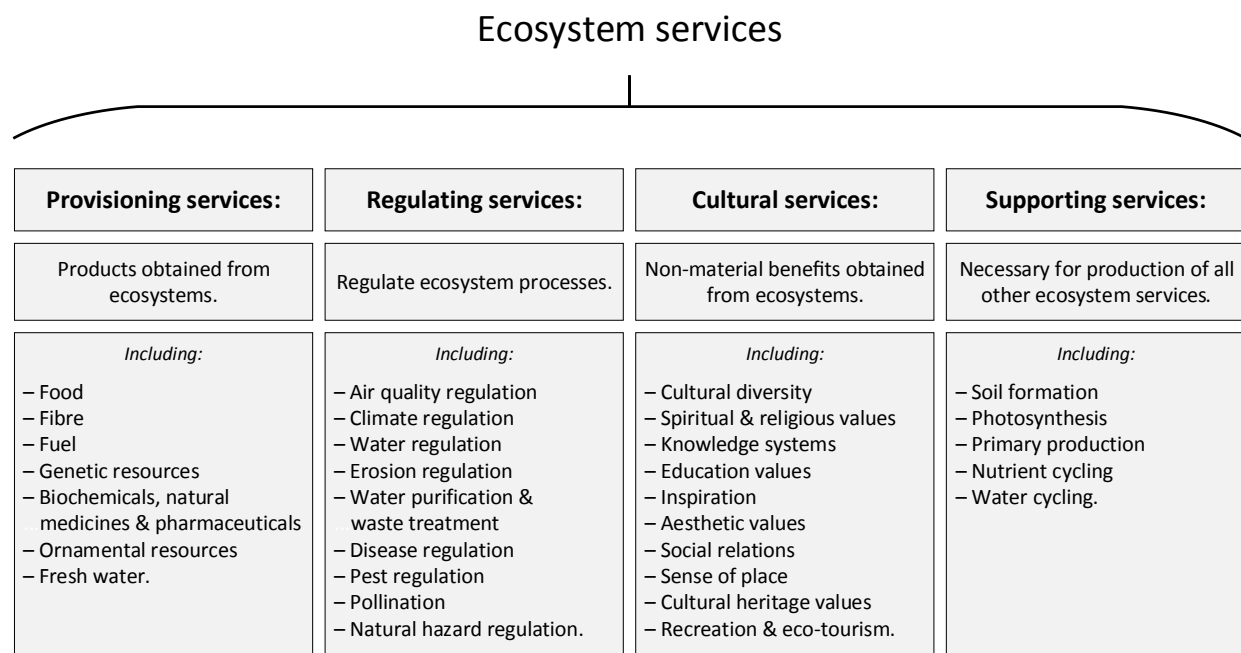 Ecosystem services
Provisioning services:
Products obtained from
ecosystems.
Including:
– Food
– Fibre
– Fuel
– Genetic resources
– Biochemicals, natural
medicines & pharmaceuticals
– Ornamental resources
– Fresh water.
Regulating services:
Regulate ecosystem processes.
Including:
– Air quality regulation
– Climate regulation
– Water regulation
– Erosion regulation
– Water purification &
waste treatment
– Disease regulation
– Pest regulation
– Pollination
– Natural hazard regulation.
Cultural services:
Non-material benefits obtained
from ecosystems.
Including:
– Cultural diversity
– Spiritual & religious values
– Knowledge systems
– Education values
– Inspiration
– Aesthetic values
– Social relations
– Sense of place
– Cultural heritage values
– Recreation & eco-tourism.
Supporting services:
Necessary for production of all
other ecosystem services.
Including:
– Soil formation
– Photosynthesis
– Primary production
– Nutrient cycling
– Water cycling.